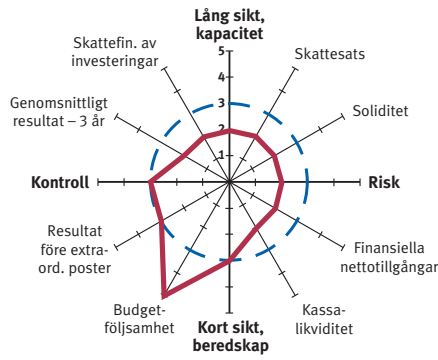 Lång sikt,
kapacitet
Skattefin. av
investeringar
Skattesats
Genomsnittligt
resultat – 3 år
Soliditet
5
4
3
2
1
Kontroll
Risk
Resultat
före extra-
ord. poster
Finansiella
nettotillgångar
Budget-
följsamhet
Kassa-
likviditet
Kort sikt,
beredskap